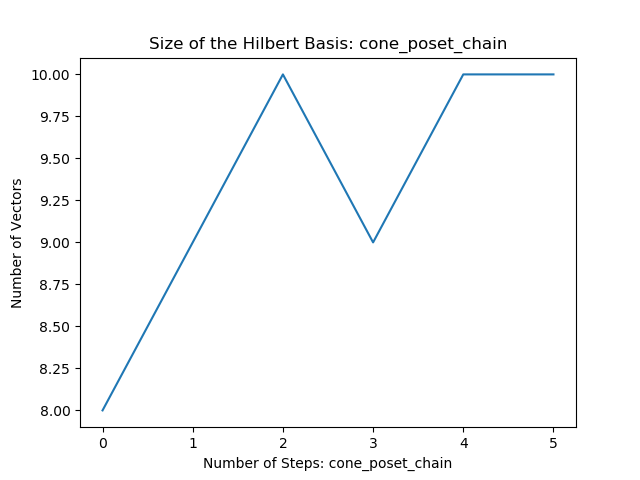 Size of the Hilbert Basis: cone_poset_chain
10.00
9.75
9.50
9.25
9.00
8.75
8.50
8.25
8.00
Number of Vectors
0 1 2 3 4 5
Number of Steps: cone_poset_chain